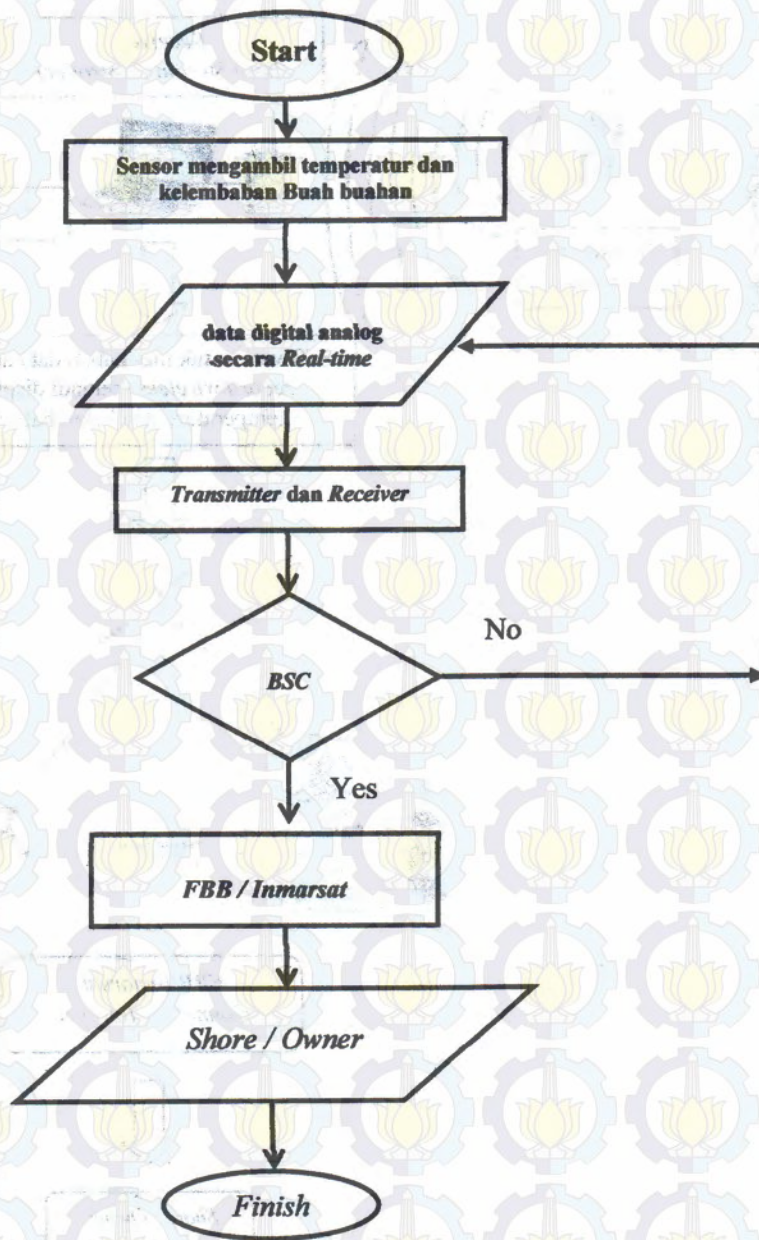 Start
Sensor mengambil temperatur dan
kelembaban Buah buahan
data digital analog
secara Real-time
Transmitter dan Receiver
BSC
No
Yes
FBB / Inmarsat
Shore / Owner
Finish